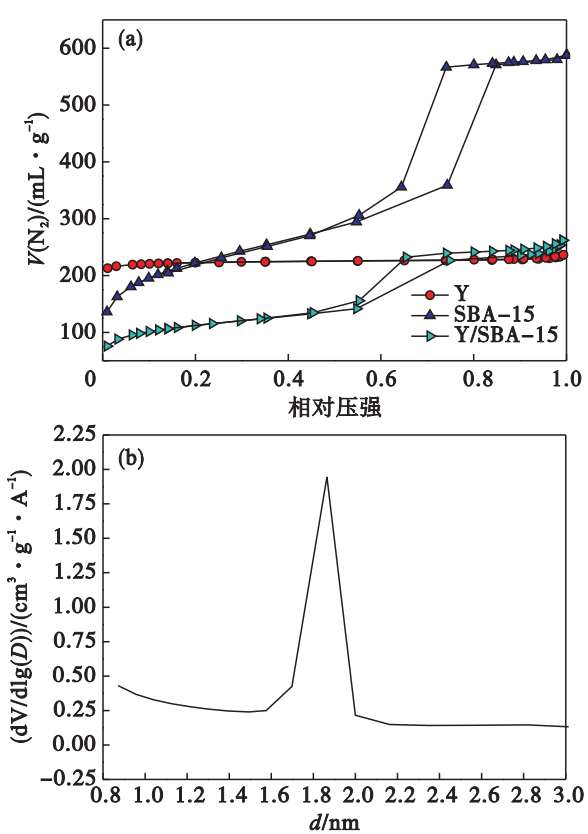 (a)
600
500
400
300
200
100
V(N₂)/(mL·g⁻¹)
Y
SBA-15
Y/SBA-15
0 0.2 0.4 0.6 0.8 1.0
相对压强
(b)
2.25
2.00
1.75
1.50
1.25
1.00
0.75
0.50
0.25
0.00
-0.25
(dV/dlg(D))/(cm³·g⁻¹·A⁻¹)
0.8 1.0 1.2 1.4 1.6 1.8 2.0 2.2 2.4 2.6 2.8 3.0
d/nm